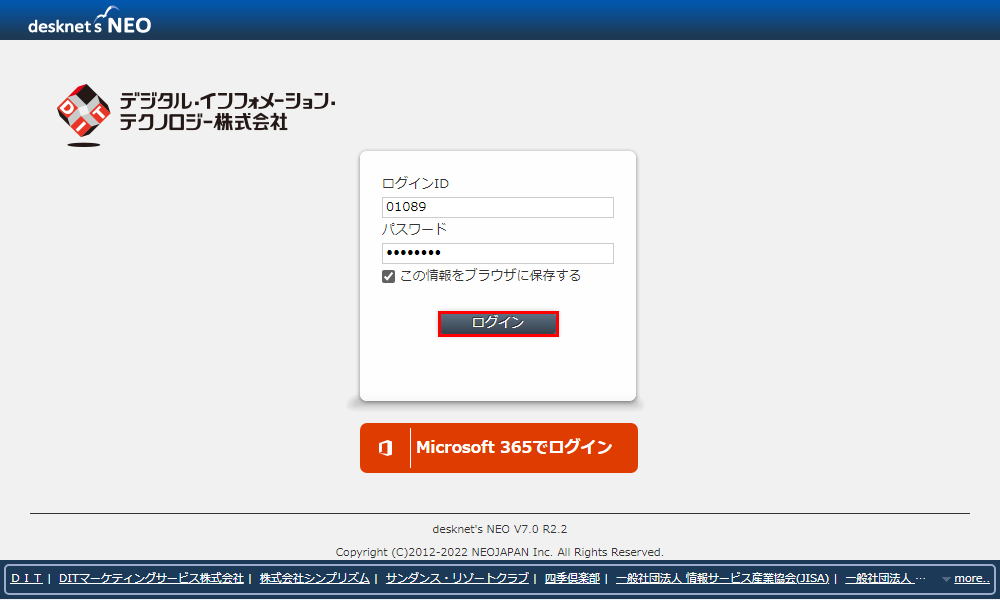 desknet's NEO
DIT
デジタル・インフォメーション・
テクノロジー株式会社
ログインID
01089
パスワード
••••••••
この情報をブラウザに保存する
ログイン
Microsoft 365でログイン
desknet's NEO V7.0 R2.2
Copyright (C)2012-2022 NEOJAPAN Inc. All Rights Reserved.
ＤＩＴ | DITマーケティングサービス株式会社 | 株式会社シンプリズム | サンダンス・リゾートクラブ | 四季倶楽部 | 一般社団法人 情報サービス産業協会(JISA) | 一般社団法人 … more..